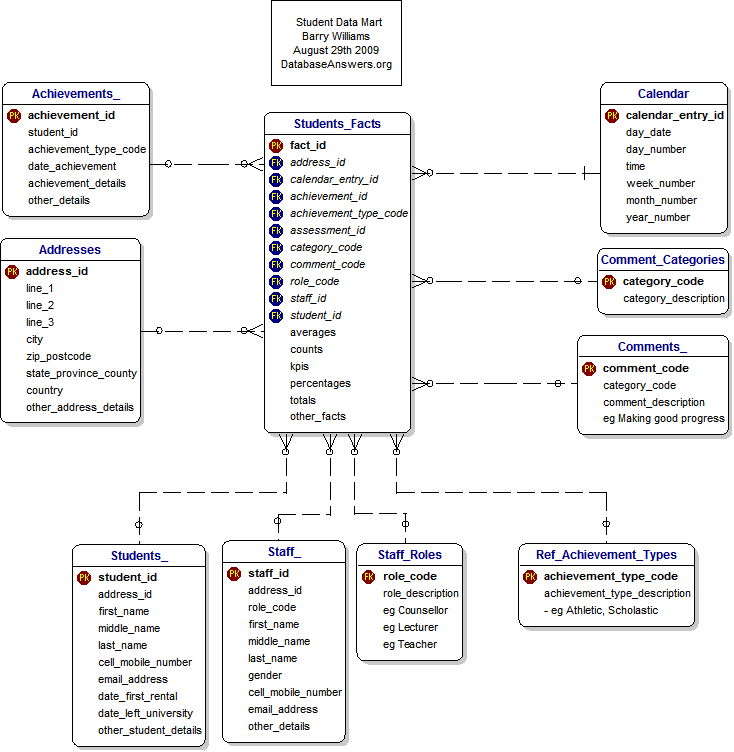 Student Data Mart
Barry Williams
August 29th 2009
DatabaseAnswers.org
Achievements_
Pk achievement_id
student_id
achievement_type_code
date_achievement
achievement_details
other_details
Addresses
Pk address_id
line_1
line_2
line_3
city
zip_postcode
state_province_county
country
other_address_details
Students_Facts
Pk fact_id
Fk address_id
Fk calendar_entry_id
Fk achievement_id
Fk achievement_type_code
Fk assessment_id
Fk category_code
Fk comment_code
Fk role_code
Fk staff_id
Fk student_id
averages
counts
kpis
percentages
totals
other_facts
Calendar
Pk calendar_entry_id
day_date
day_number
time
week_number
month_number
year_number
Comment_Categories
Pk category_code
category_description
Comments_
Pk comment_code
category_code
comment_description
eg Making good progress
Students_
Pk student_id
address_id
first_name
middle_name
last_name
cell_mobile_number
email_address
date_first_rental
date_left_university
other_student_details
Staff_
Pk staff_id
address_id
role_code
first_name
middle_name
last_name
gender
cell_mobile_number
email_address
other_details
Staff_Roles
Fk role_code
role_description
eg Counsellor
eg Lecturer
eg Teacher
Ref_Achievement_Types
Pk achievement_type_code
achievement_type_description
- eg Athletic, Scholastic